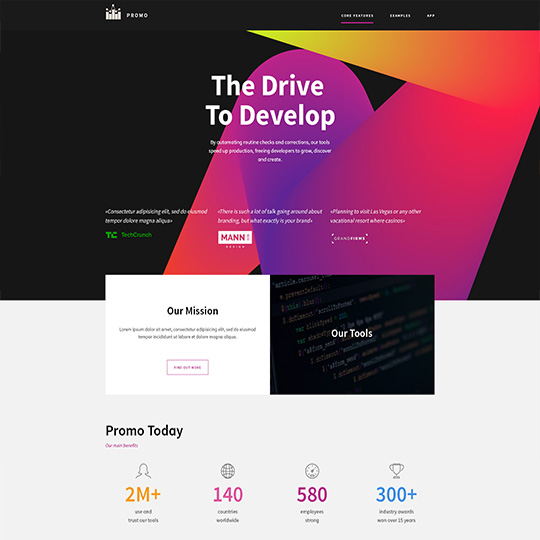 PROMO
CORE FEATURES EXAMPLES APP
The Drive
To Develop
By automating routine checks and corrections, our tools
speed up production, freeing developers to grow, discover
and create.
«Consectetur adipisicing elit, sed do eiusmod
tempor dolore magna aliqua»
TechCrunch
«There is such a lot of talk going around about
branding, but what exactly is your brand»
MANN
DESIGN
«Planning to visit Las Vegas or any other
vacational resort where casinos»
GRANDFIRMS
Our Mission
Lorem ipsum dolor sit amet, consectetur adipisicing elit, sed do eiusmod
tempor incididunt ut labore et dolore magna aliqua.
FIND OUT MORE
Our Tools
Promo Today
Our main benefits
2M+
use and
trust our tools
140
countries
worldwide
580
employees
strong
300+
industry awards
won over 15 years